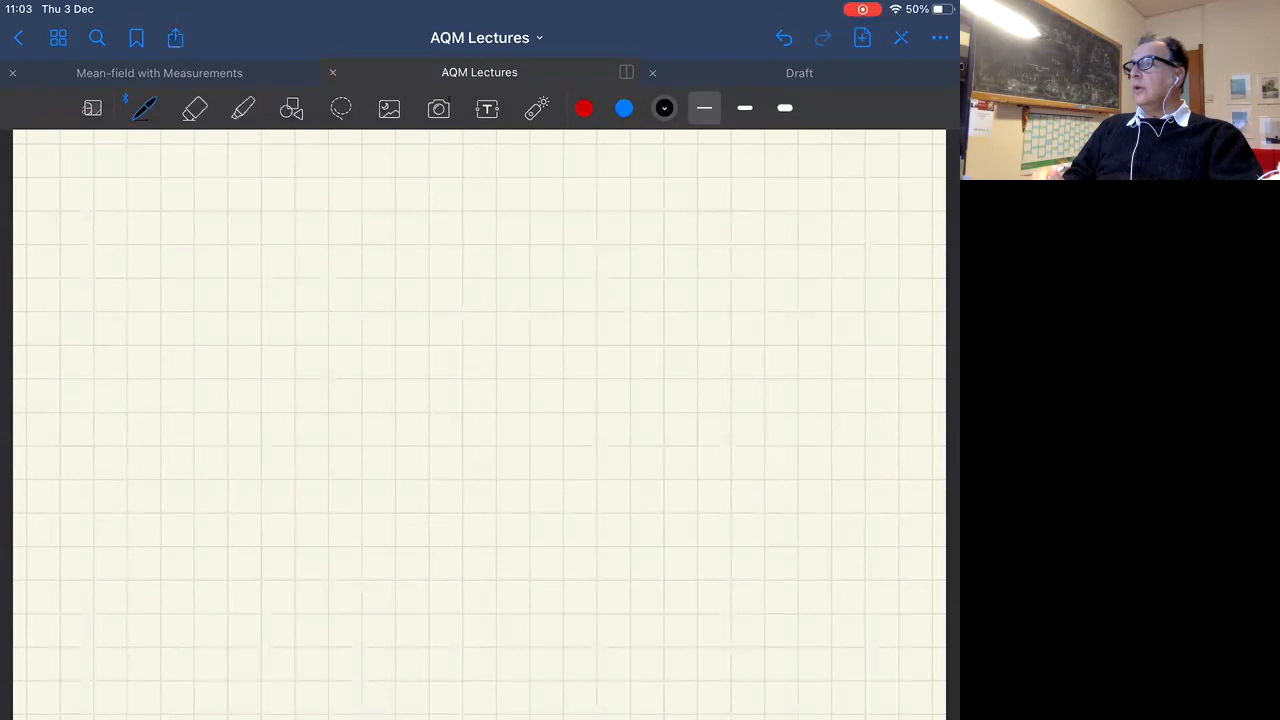 11:03 Thu 3 Dec
50%
AQM Lectures
Mean-field with Measurements
AQM Lectures
Draft
T